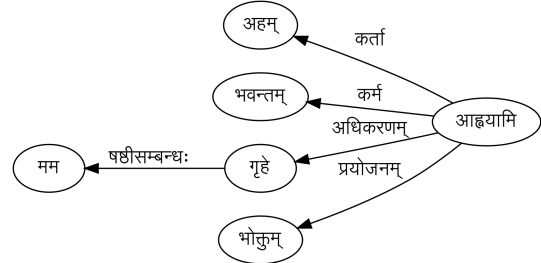 अहम्
कर्ता
भवन्तम्
कर्म
आह्वयामि
अधिकरणम्
मम
षष्ठीसम्बन्धः
गृहे
प्रयोजनम्
भोक्तुम्